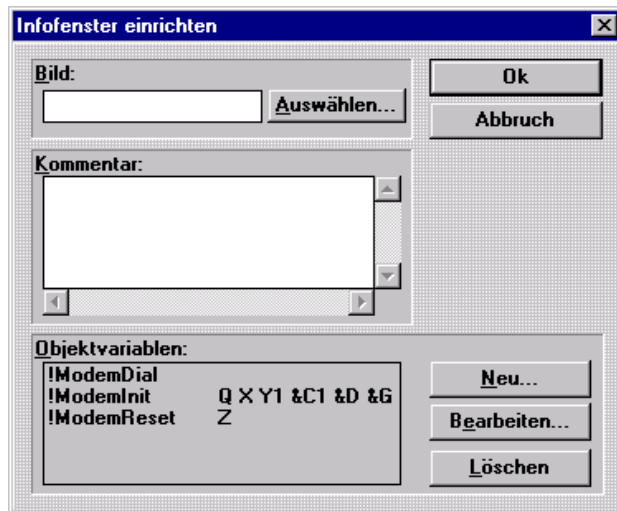 Infofenster einrichten
Bild:
Auswählen...
Ok
Abbruch
Kommentar:
Objektvariablen:
!ModemDial
!ModemInit Q X Y1 &C1 &D &G
!ModemReset Z
Neu...
Bearbeiten...
Löschen